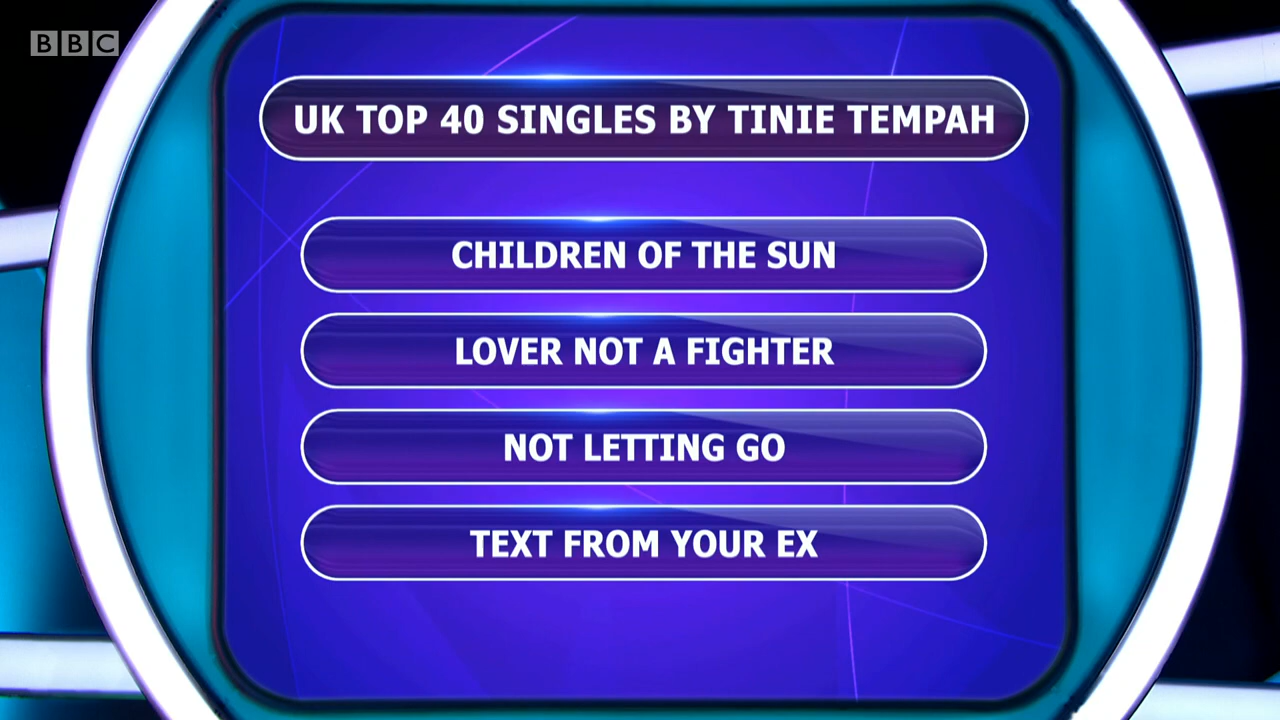 BBC
UK TOP 40 SINGLES BY TINIE TEMPAH
CHILDREN OF THE SUN
LOVER NOT A FIGHTER
NOT LETTING GO
TEXT FROM YOUR EX